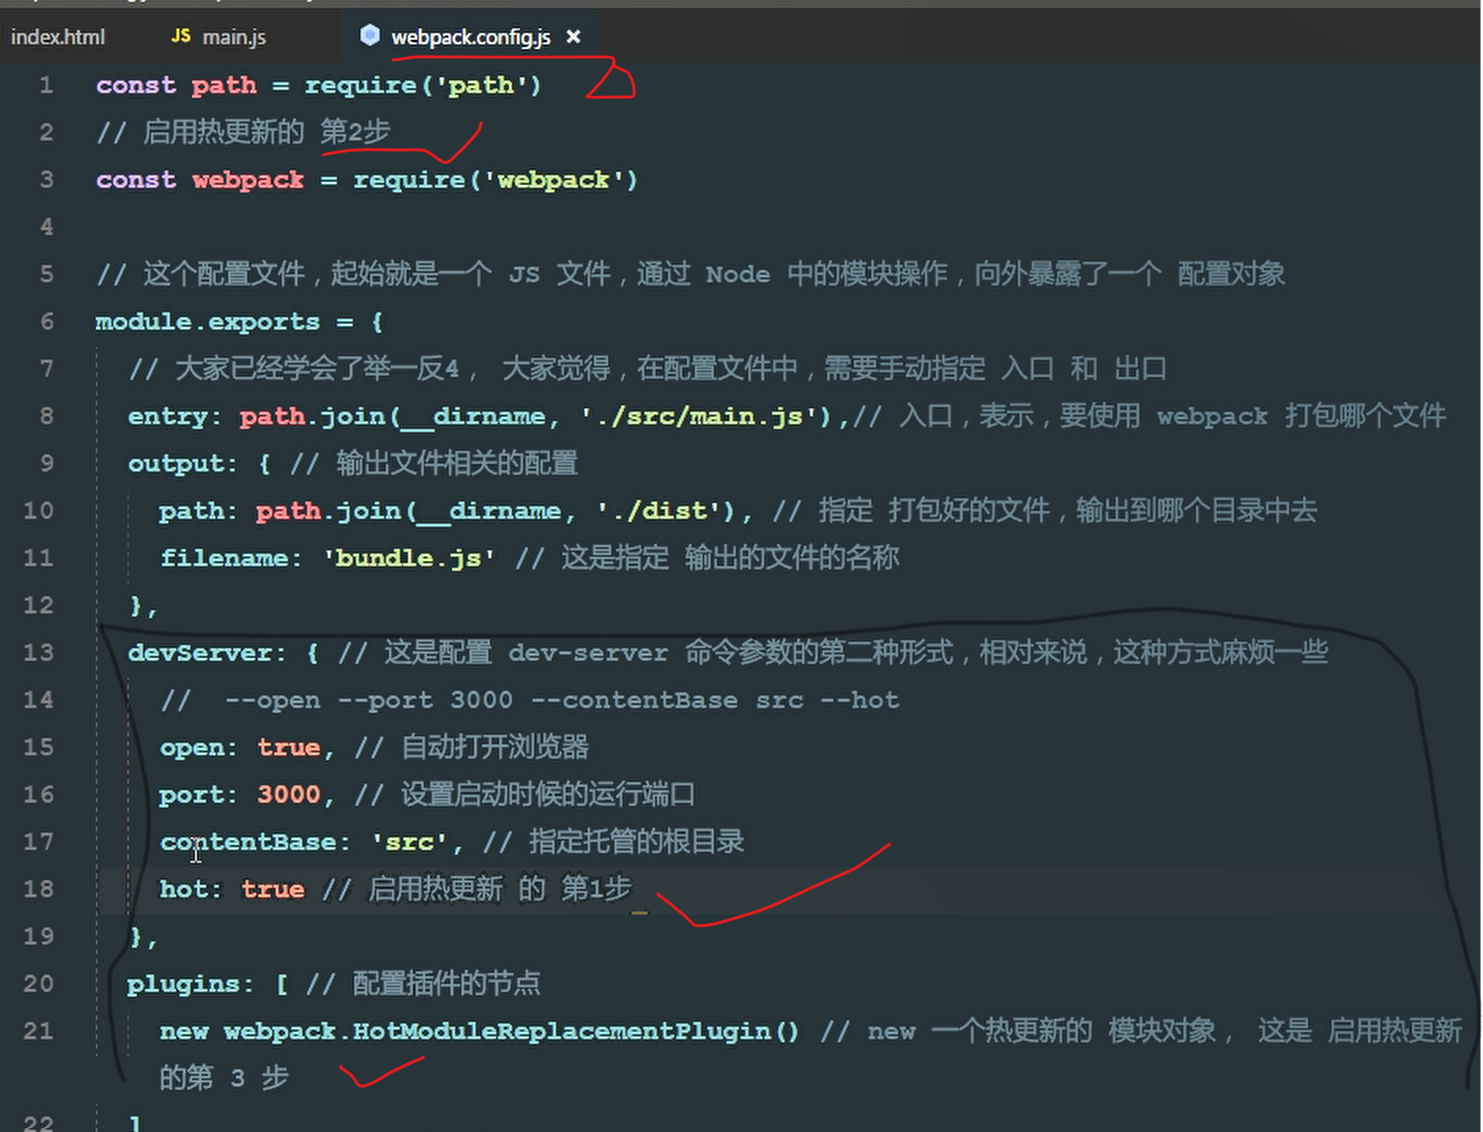 index.html JS main.js webpack.config.js ×
1 const path = require('path')
2 // 启用热更新的 第2步
3 const webpack = require('webpack')
4
5 // 这个配置文件，起始就是一个 JS 文件，通过 Node 中的模块操作，向外暴露了一个 配置对象
6 module.exports = {
7 // 大家已经学会了举一反4， 大家觉得，在配置文件中，需要手动指定 入口 和 出口
8 entry: path.join(__dirname, './src/main.js'),// 入口，表示，要使用 webpack 打包哪个文件
9 output: { // 输出文件相关的配置
10 path: path.join(__dirname, './dist'), // 指定 打包好的文件，输出到哪个目录中去
11 filename: 'bundle.js' // 这是指定 输出的文件的名称
12 },
13 devServer: { // 这是配置 dev-server 命令参数的第二种形式，相对来说，这种方式麻烦一些
14 //  --open --port 3000 --contentBase src --hot
15 open: true, // 自动打开浏览器
16 port: 3000, // 设置启动时候的运行端口
17 contentBase: 'src', // 指定托管的根目录
18 hot: true // 启用热更新 的 第1步
19 },
20 plugins: [ // 配置插件的节点
21 new webpack.HotModuleReplacementPlugin() // new 一个热更新的 模块对象， 这是 启用热更新
的第 3 步
22 ]